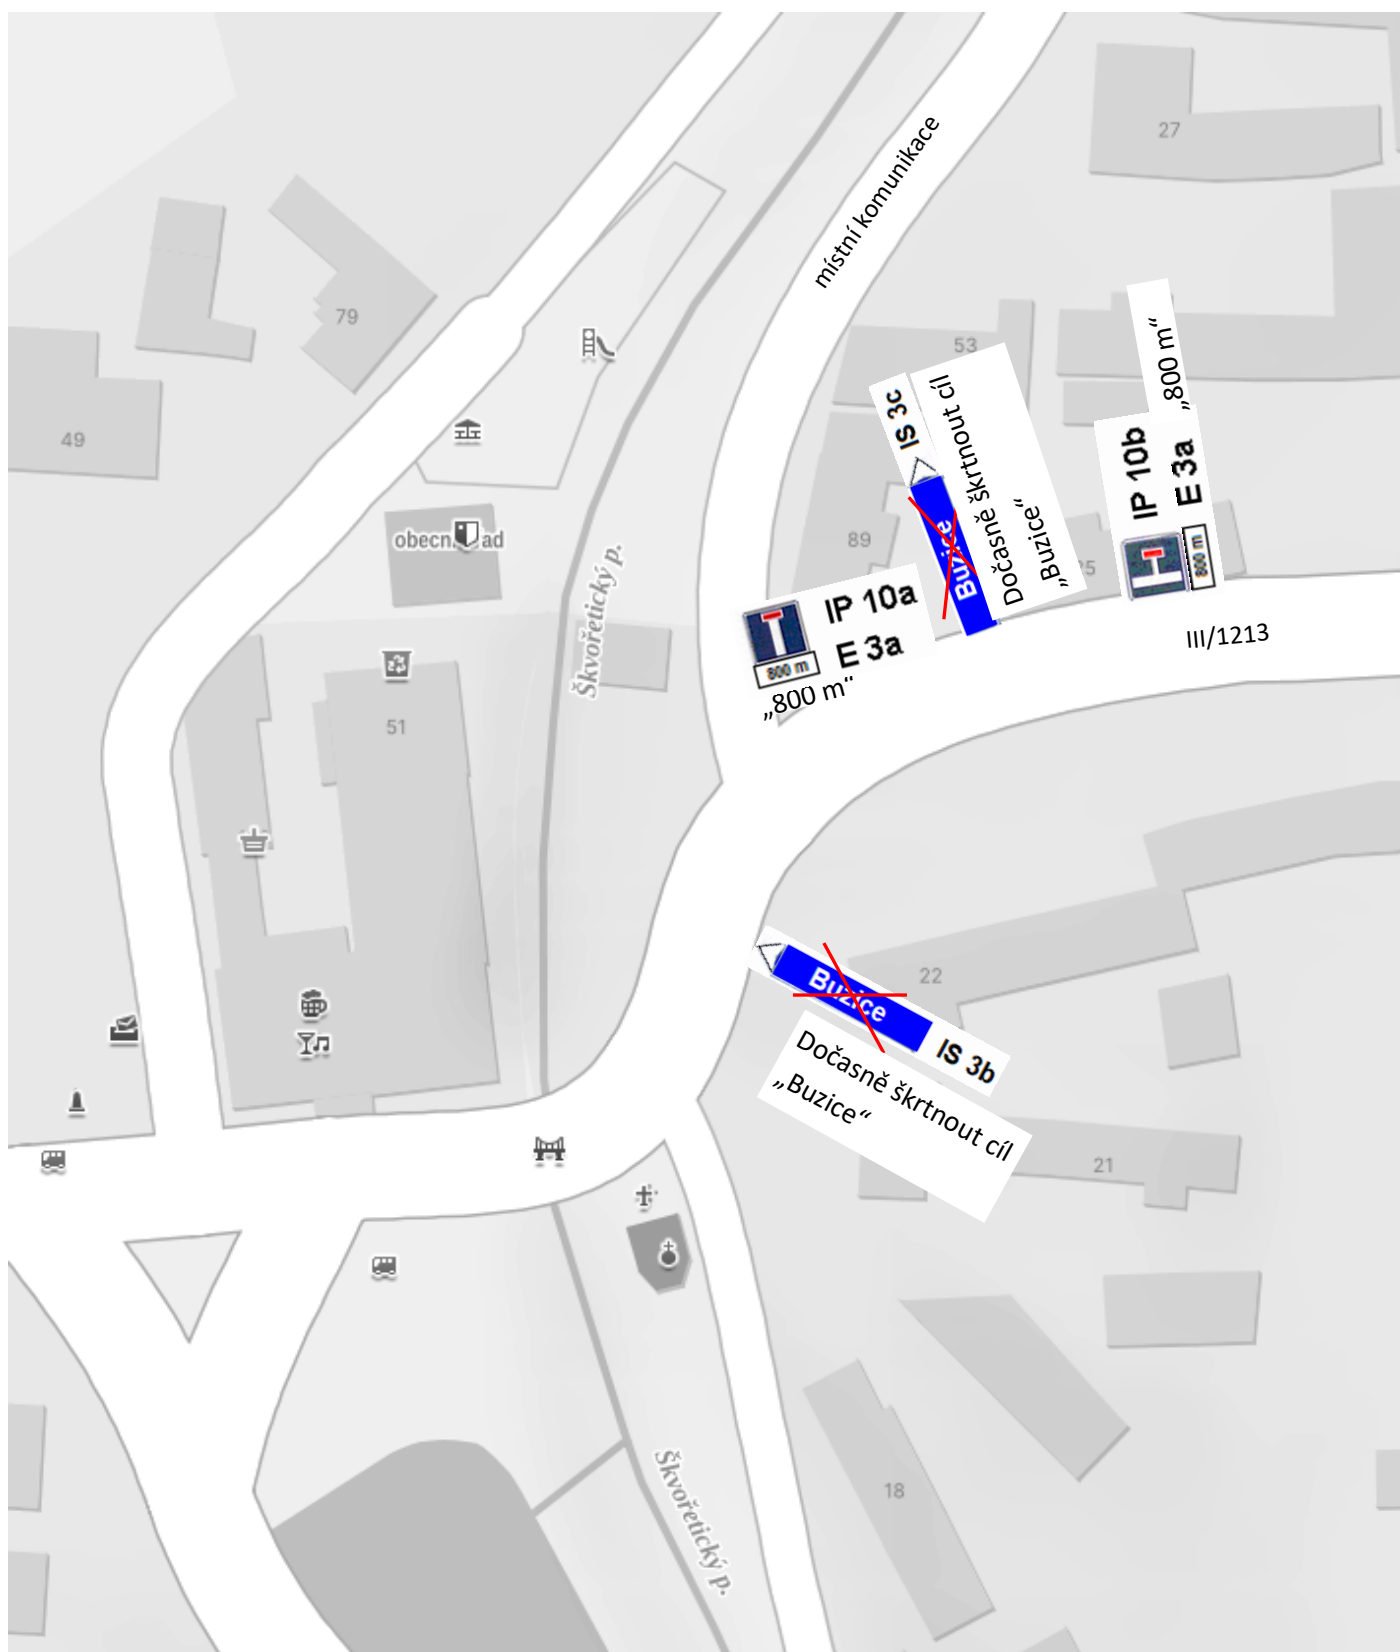 27
místní komunikace
79
53
„800 m“
IS 3c
Dočasně škrtnout cíl
„Buzice“
Buzice
IP 10b
E 3a
800 m
49
89
Škvořetický p.
IP 10a
E 3a
800 m
„800 m“
III/1213
51
22
Buzice
IS 3b
Dočasně škrtnout cíl
„Buzice“
21
18
Škvořetický p.